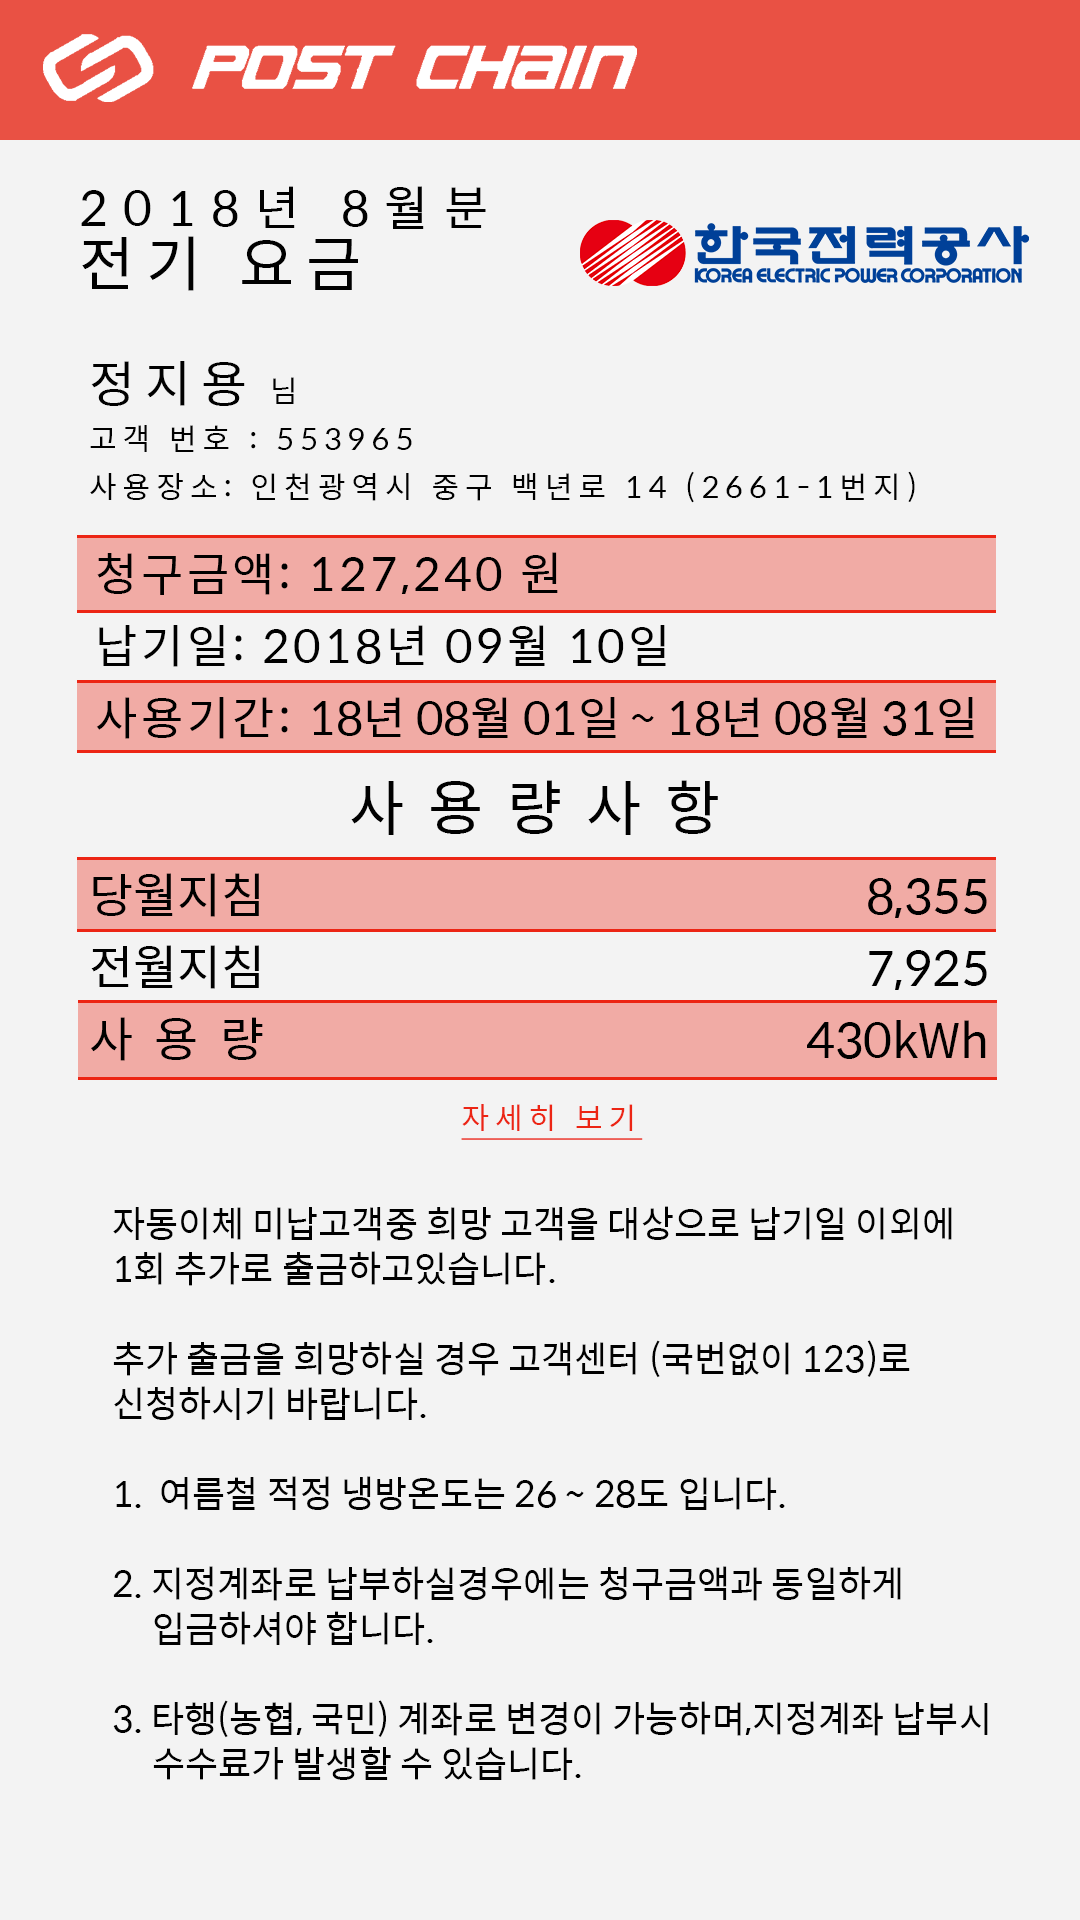 POST CHAIN
2018년 8월분
전기 요금
한국전력공사
KOREA ELECTRIC POWER CORPORATION
정지용 님
고객 번호 : 553965
사용장소: 인천광역시 중구 백년로 14 (2661-1번지)
청구금액: 127,240 원
납기일: 2018년 09월 10일
사용기간: 18년 08월 01일 ~ 18년 08월 31일
사용량사항
당월지침 8,355
전월지침 7,925
사 용 량 430kWh
자세히 보기
자동이체 미납고객중 희망 고객을 대상으로 납기일 이외에
1회 추가로 출금하고있습니다.
추가 출금을 희망하실 경우 고객센터 (국번없이 123)로
신청하시기 바랍니다.
1. 여름철 적정 냉방온도는 26 ~ 28도 입니다.
2. 지정계좌로 납부하실경우에는 청구금액과 동일하게
입금하셔야 합니다.
3. 타행(농협, 국민) 계좌로 변경이 가능하며,지정계좌 납부시
수수료가 발생할 수 있습니다.